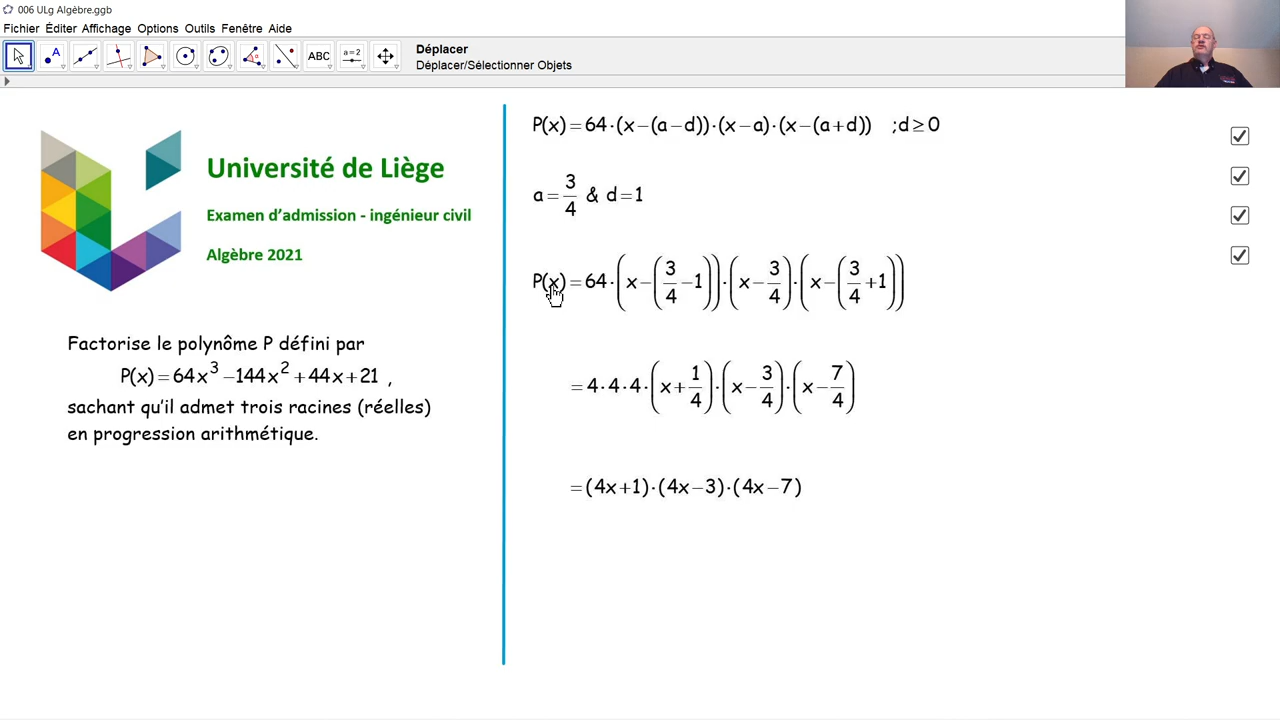 006 ULg Algèbre.ggb
Fichier Éditer Affichage Options Outils Fenêtre Aide
A ABC a=2 Déplacer
Déplacer/Sélectionner Objets
Université de Liège
Examen d'admission - ingénieur civil
Algèbre 2021
Factorise le polynôme P défini par
P(x) = 64x³ −144x² +44x+21 ,
sachant qu'il admet trois racines (réelles)
en progression arithmétique.
P(x) = 64·(x−(a−d))·(x−a)·(x−(a+d)) ;d≥0
a = 3/4 & d=1
P(x) = 64·(x−(3/4−1))·(x−3/4)·(x−(3/4+1))
= 4·4·4·(x+1/4)·(x−3/4)·(x−7/4)
= (4x+1)·(4x−3)·(4x−7)